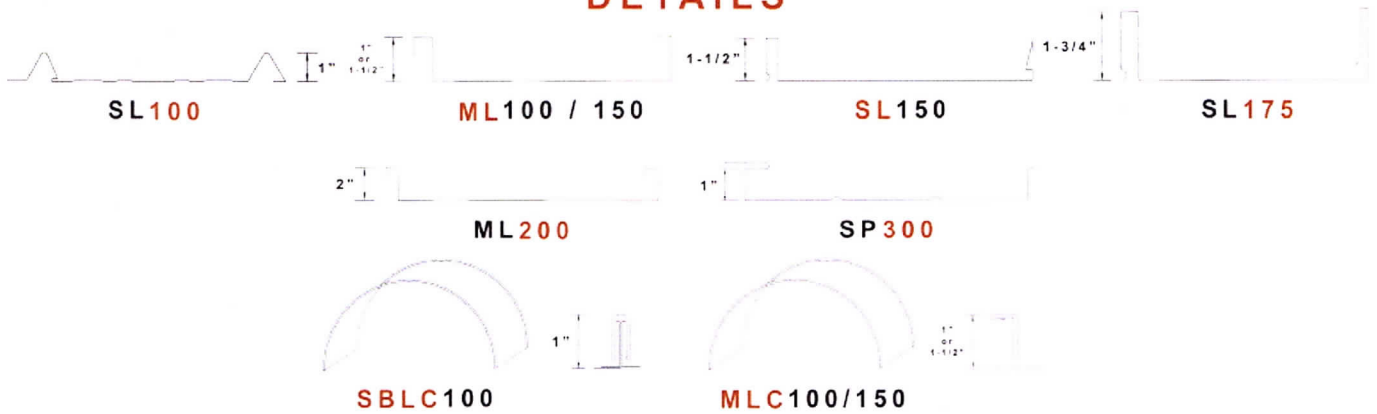 DETAILS
1"
1" or 1-1/2"
1-1/2"
1-3/4"
SL100
ML100 / 150
SL150
SL175
2"
1"
ML200
SP300
1"
1" or 1-1/2"
SBLC100
MLC100/150